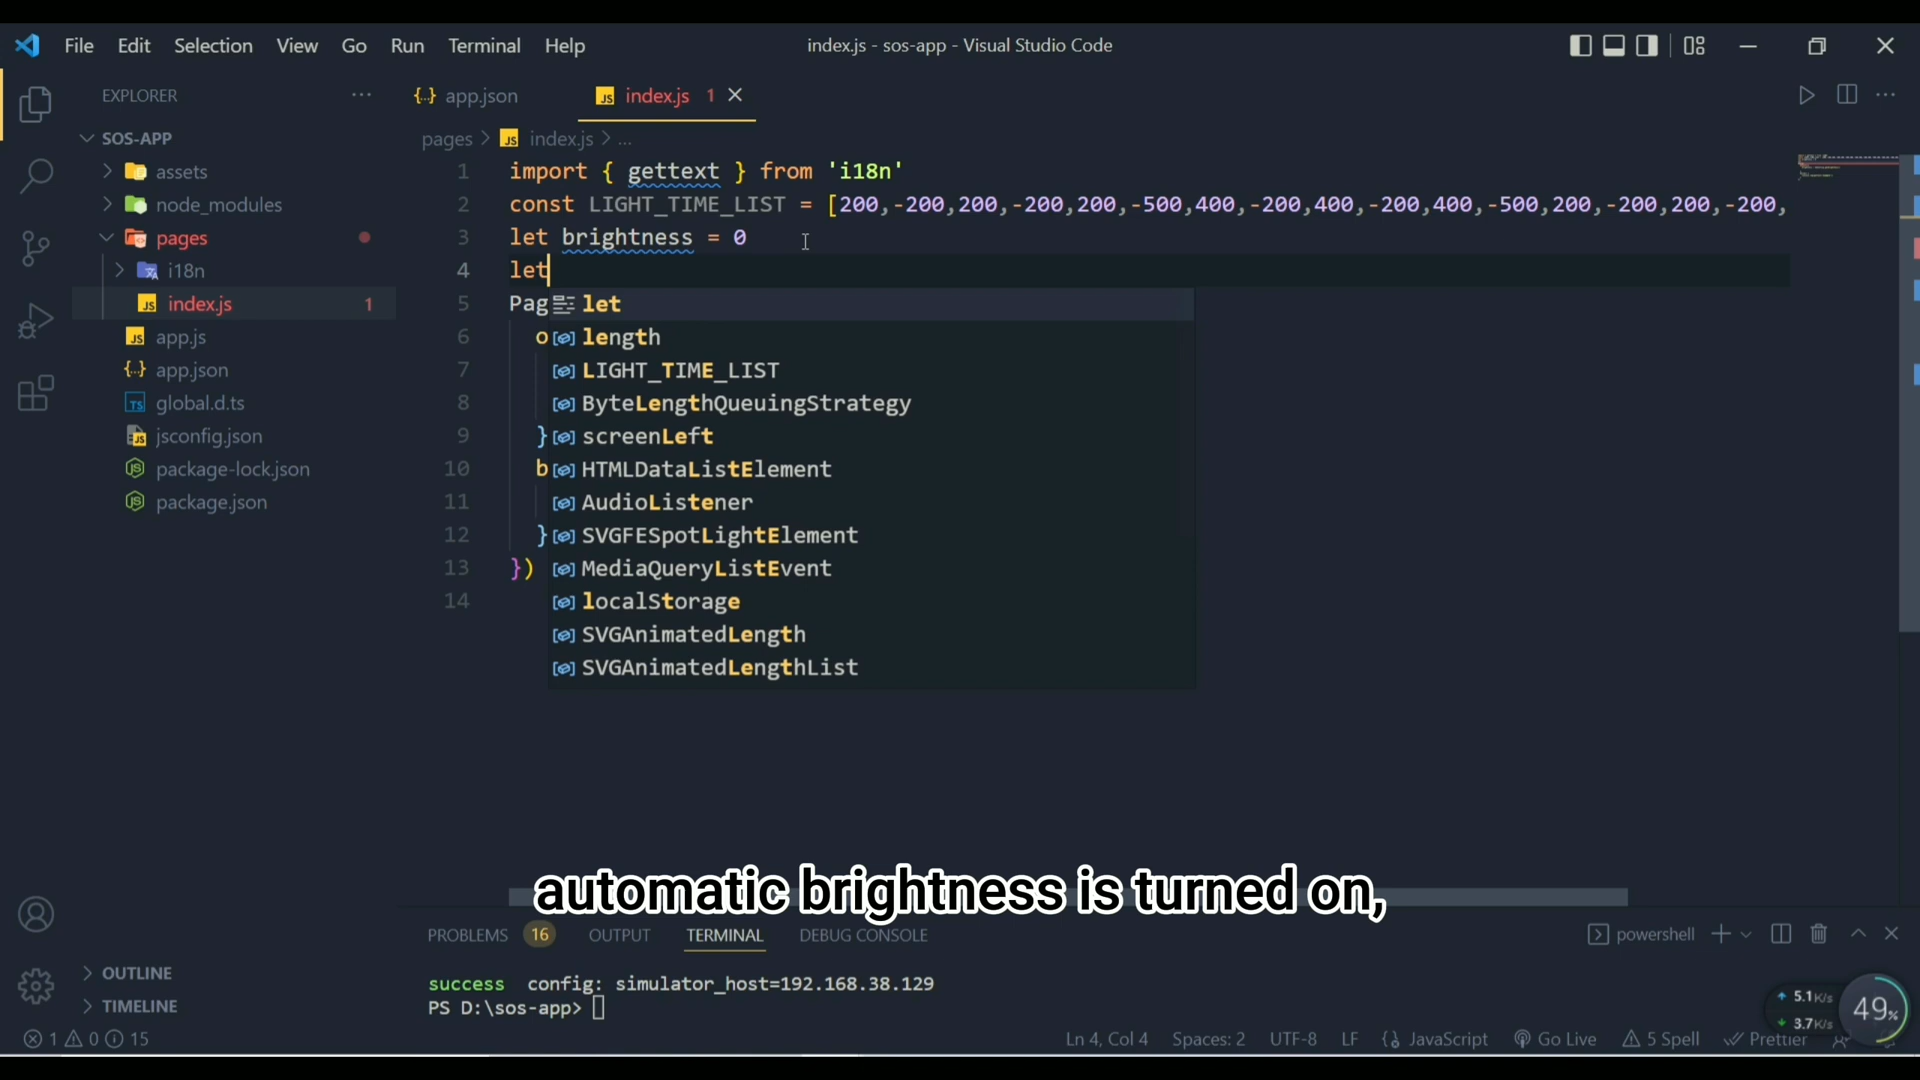 File Edit Selection View Go Run Terminal Help
index.js - sos-app - Visual Studio Code
EXPLORER
SOS-APP
assets
node_modules
pages
i18n
index.js 1
app.js
app.json
global.d.ts
jsconfig.json
package-lock.json
package.json
OUTLINE
TIMELINE
app.json
index.js 1
pages > index.js > ...
1 import { gettext } from 'i18n'
2 const LIGHT_TIME_LIST = [200,-200,200,-200,200,-500,400,-200,400,-200,400,-500,200,-200,200,-200,
3 let brightness = 0
4 let
5 Pag
6 o
7
8
9 }
10 b
11
12 }
13 })
14
let
length
LIGHT_TIME_LIST
ByteLengthQueuingStrategy
screenLeft
HTMLDataListElement
AudioListener
SVGFESpotLightElement
MediaQueryListEvent
localStorage
SVGAnimatedLength
SVGAnimatedLengthList
automatic brightness is turned on,
PROBLEMS 16 OUTPUT TERMINAL DEBUG CONSOLE
powershell
success config: simulator_host=192.168.38.129
PS D:\sos-app>
5.1K/s
3.7K/s
49%
1 0 15
Ln 4, Col 4 Spaces: 2 UTF-8 LF JavaScript Go Live 5 Spell Prettier